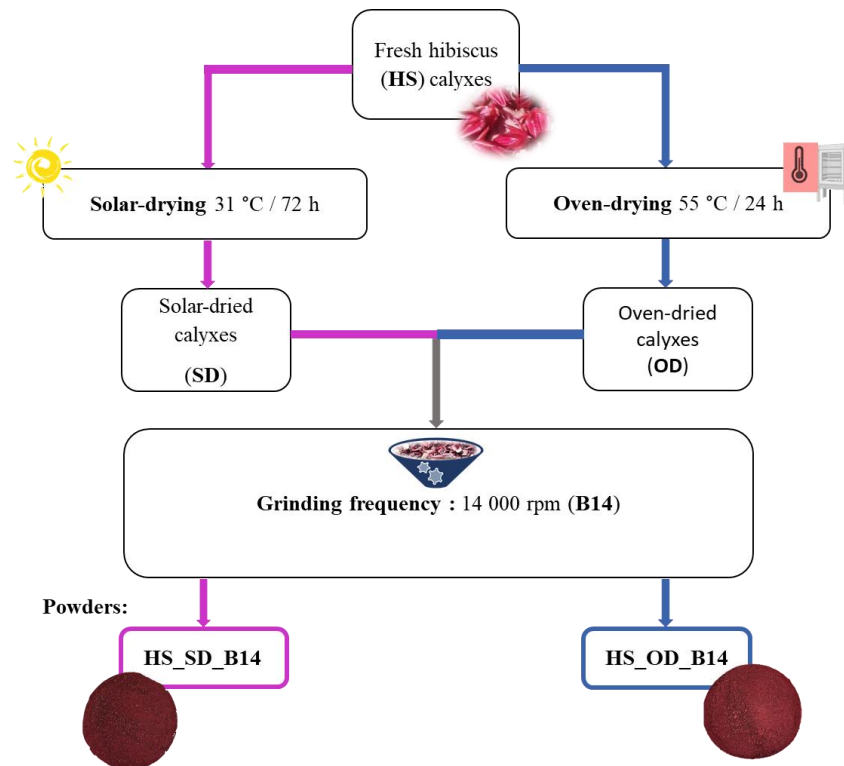 Fresh hibiscus
(HS) calyxes
Solar-drying 31 °C / 72 h
Oven-drying 55 °C / 24 h
Solar-dried
calyxes
(SD)
Oven-dried
calyxes
(OD)
Grinding frequency : 14 000 rpm (B14)
Powders:
HS_SD_B14
HS_OD_B14